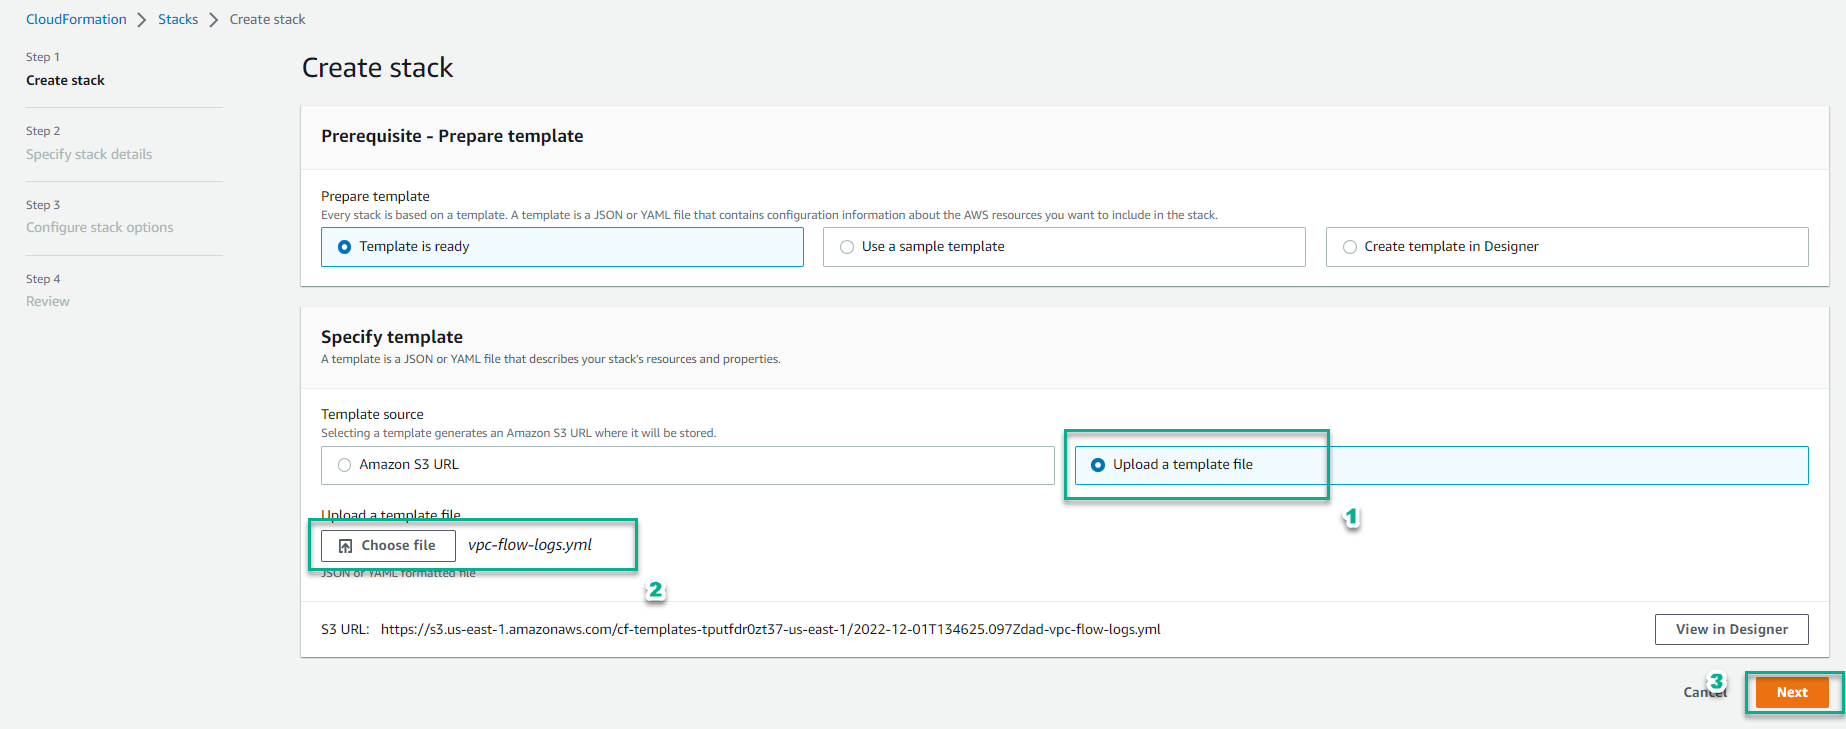 CloudFormation > Stacks > Create stack
Step 1
Create stack
Step 2
Specify stack details
Step 3
Configure stack options
Step 4
Review
Create stack
Prerequisite - Prepare template
Prepare template
Every stack is based on a template. A template is a JSON or YAML file that contains configuration information about the AWS resources you want to include in the stack.
Template is ready
Use a sample template
Create template in Designer
Specify template
A template is a JSON or YAML file that describes your stack's resources and properties.
Template source
Selecting a template generates an Amazon S3 URL where it will be stored.
Amazon S3 URL
Upload a template file
1
Upload a template file
Choose file vpc-flow-logs.yml
JSON or YAML formatted file
2
S3 URL: https://s3.us-east-1.amazonaws.com/cf-templates-tputfdr0zt37-us-east-1/2022-12-01T134625.097Zdad-vpc-flow-logs.yml
View in Designer
3
Cancel
Next